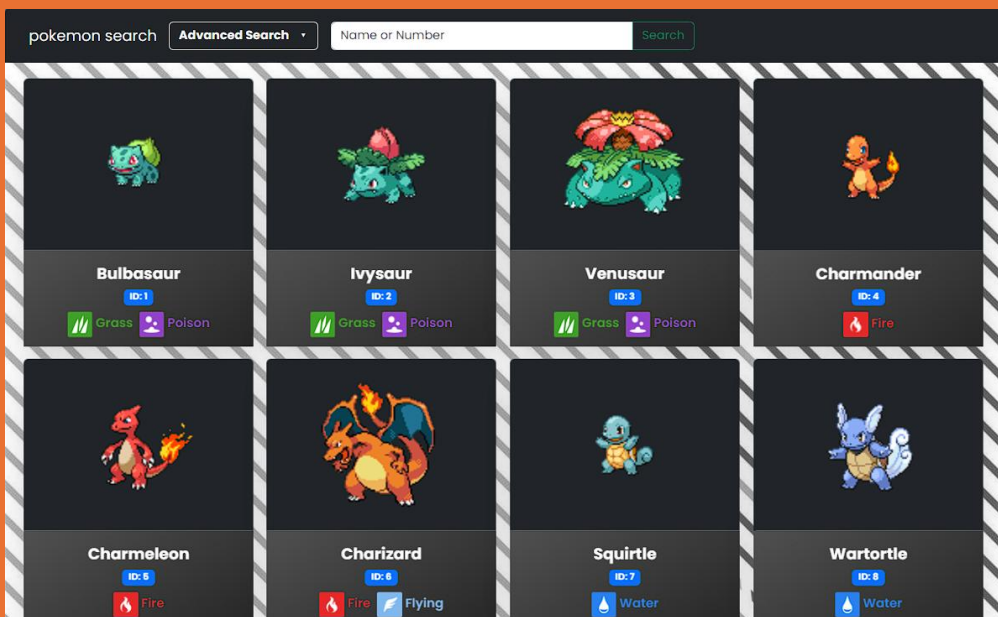 pokemon search Advanced Search Name or Number Search
Bulbasaur Ivysaur Venusaur Charmander
ID: 1 ID: 2 ID: 3 ID: 4
Grass Poison Grass Poison Grass Poison Fire
Charmeleon Charizard Squirtle Wartortle
ID: 5 ID: 6 ID: 7 ID: 8
Fire Fire Flying Water Water